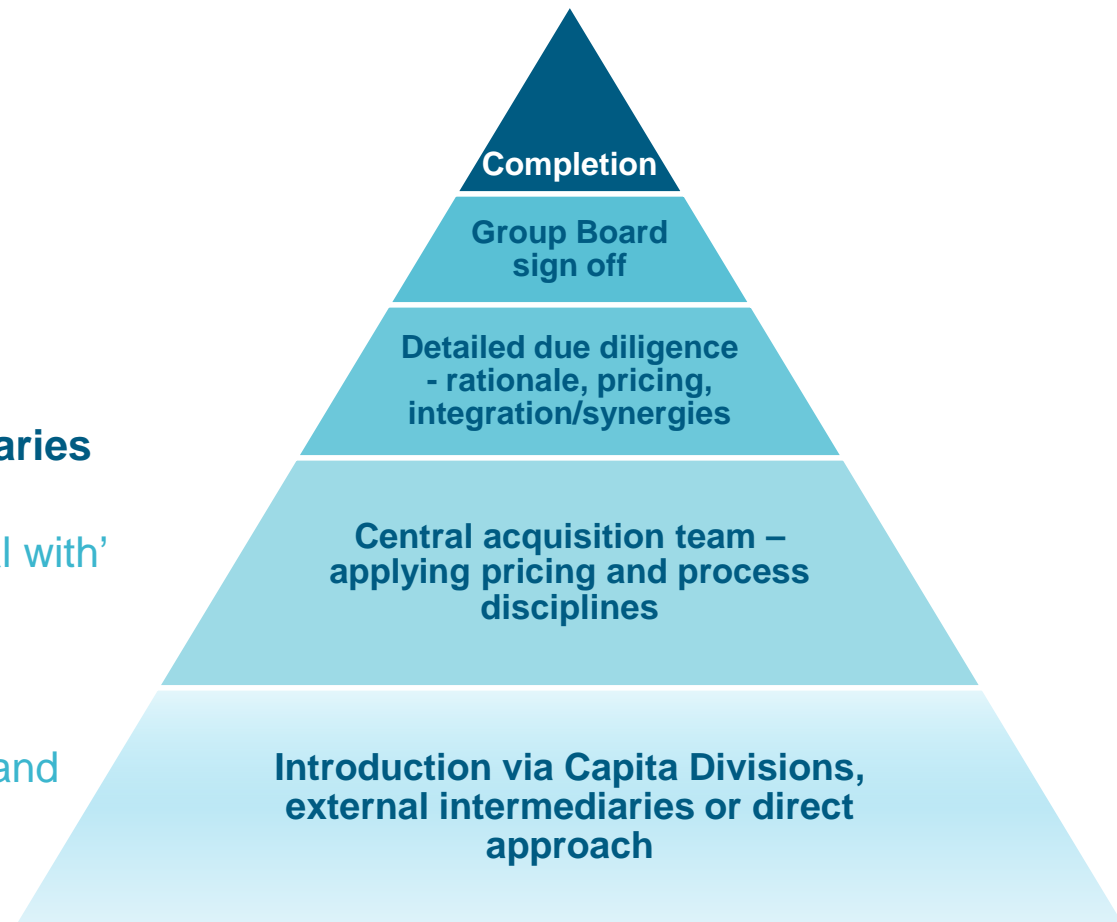 Completion
Group Board
sign off
Detailed due diligence
- rationale, pricing,
integration/synergies
aries
Central acquisition team –
applying pricing and process
disciplines
l with’
and
Introduction via Capita Divisions,
external intermediaries or direct
approach